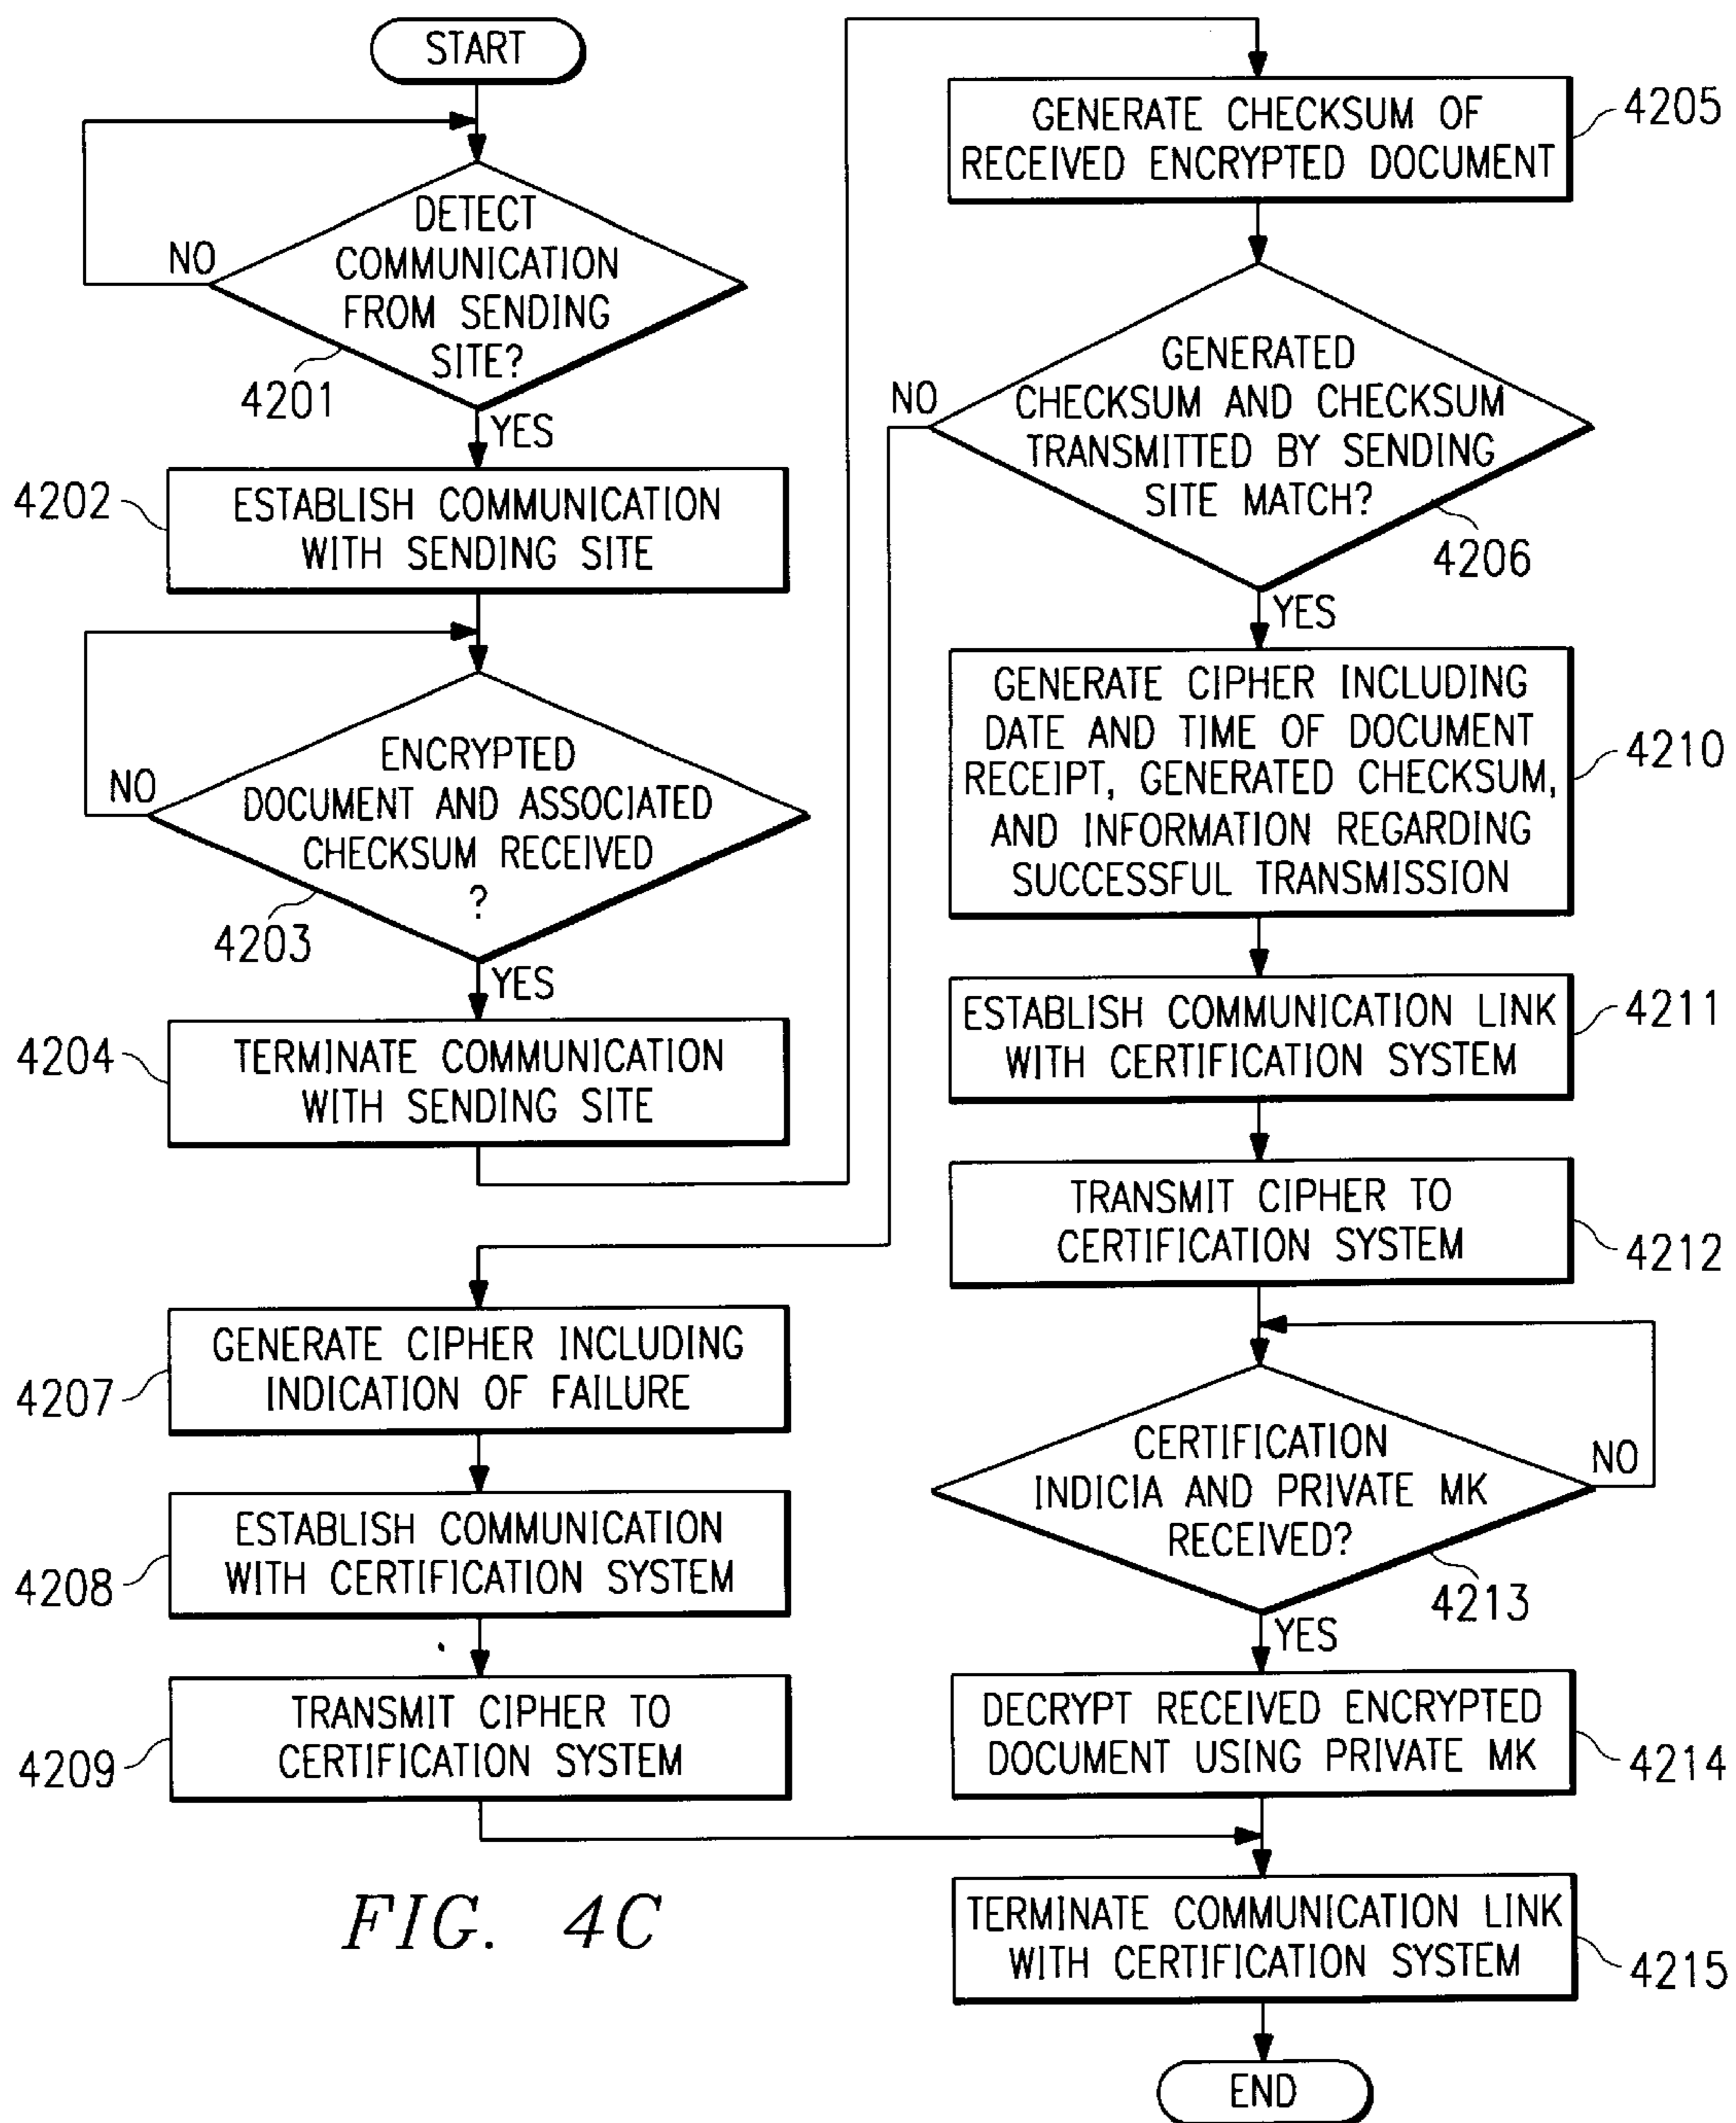 START
DETECT
COMMUNICATION
FROM SENDING
SITE?
NO
4201
YES
4202
ESTABLISH COMMUNICATION
WITH SENDING SITE
ENCRYPTED
DOCUMENT AND ASSOCIATED
CHECKSUM RECEIVED
?
NO
4203
YES
4204
TERMINATE COMMUNICATION
WITH SENDING SITE
GENERATE CHECKSUM OF
RECEIVED ENCRYPTED DOCUMENT
4205
GENERATED
CHECKSUM AND CHECKSUM
TRANSMITTED BY SENDING
SITE MATCH?
NO
4206
YES
4207
GENERATE CIPHER INCLUDING
INDICATION OF FAILURE
4208
ESTABLISH COMMUNICATION
WITH CERTIFICATION SYSTEM
4209
TRANSMIT CIPHER TO
CERTIFICATION SYSTEM
GENERATE CIPHER INCLUDING
DATE AND TIME OF DOCUMENT
RECEIPT, GENERATED CHECKSUM,
AND INFORMATION REGARDING
SUCCESSFUL TRANSMISSION
4210
ESTABLISH COMMUNICATION LINK
WITH CERTIFICATION SYSTEM
4211
TRANSMIT CIPHER TO
CERTIFICATION SYSTEM
4212
CERTIFICATION
INDICIA AND PRIVATE MK
RECEIVED?
NO
4213
YES
DECRYPT RECEIVED ENCRYPTED
DOCUMENT USING PRIVATE MK
4214
TERMINATE COMMUNICATION LINK
WITH CERTIFICATION SYSTEM
4215
END
FIG. 4C